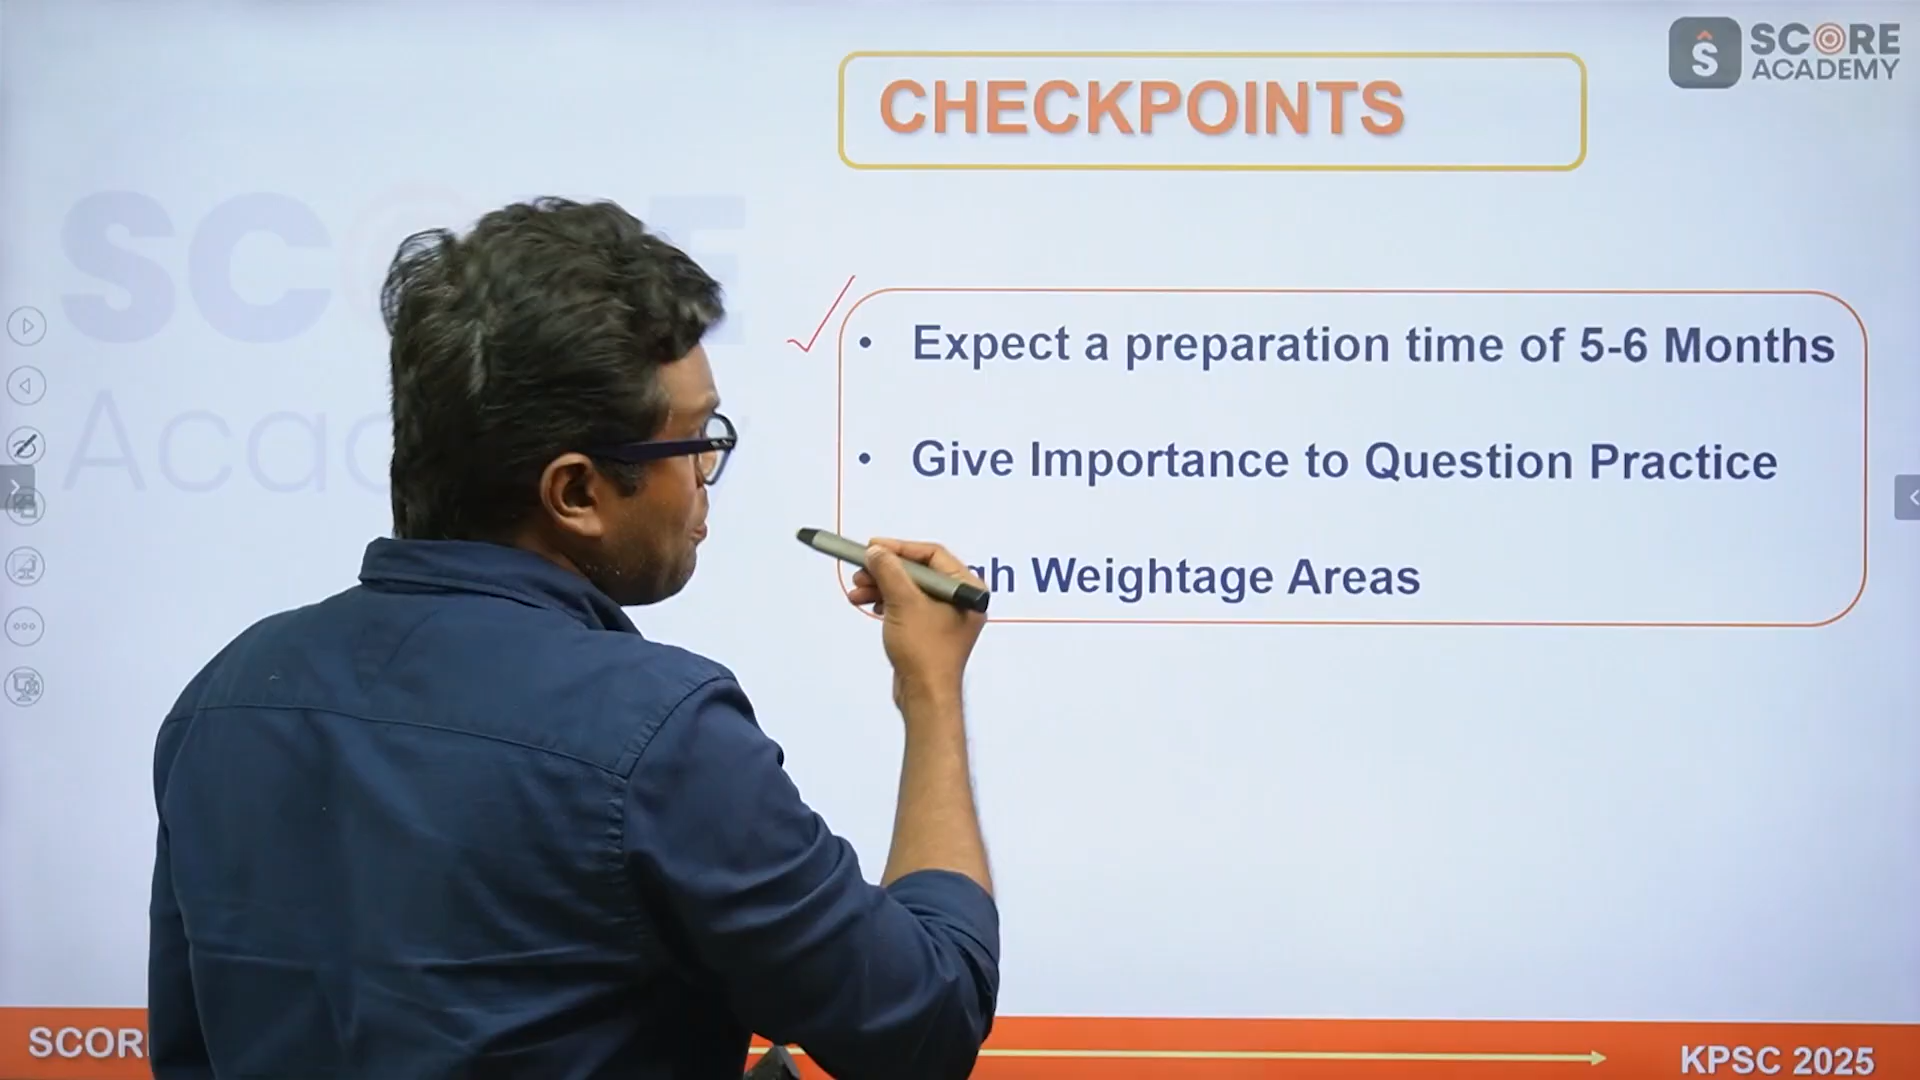 SCORE
ACADEMY
CHECKPOINTS
• Expect a preparation time of 5-6 Months
• Give Importance to Question Practice
Weightage Areas
KPSC 2025